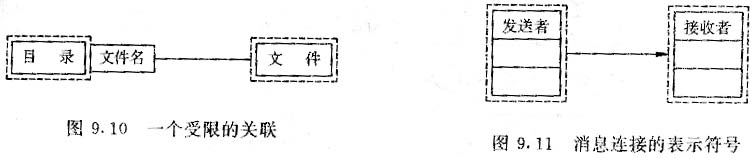 目 录 文件名 文 件
图 9.10 一个受限的关联
发送者 接收者
图 9.11 消息连接的表示符号